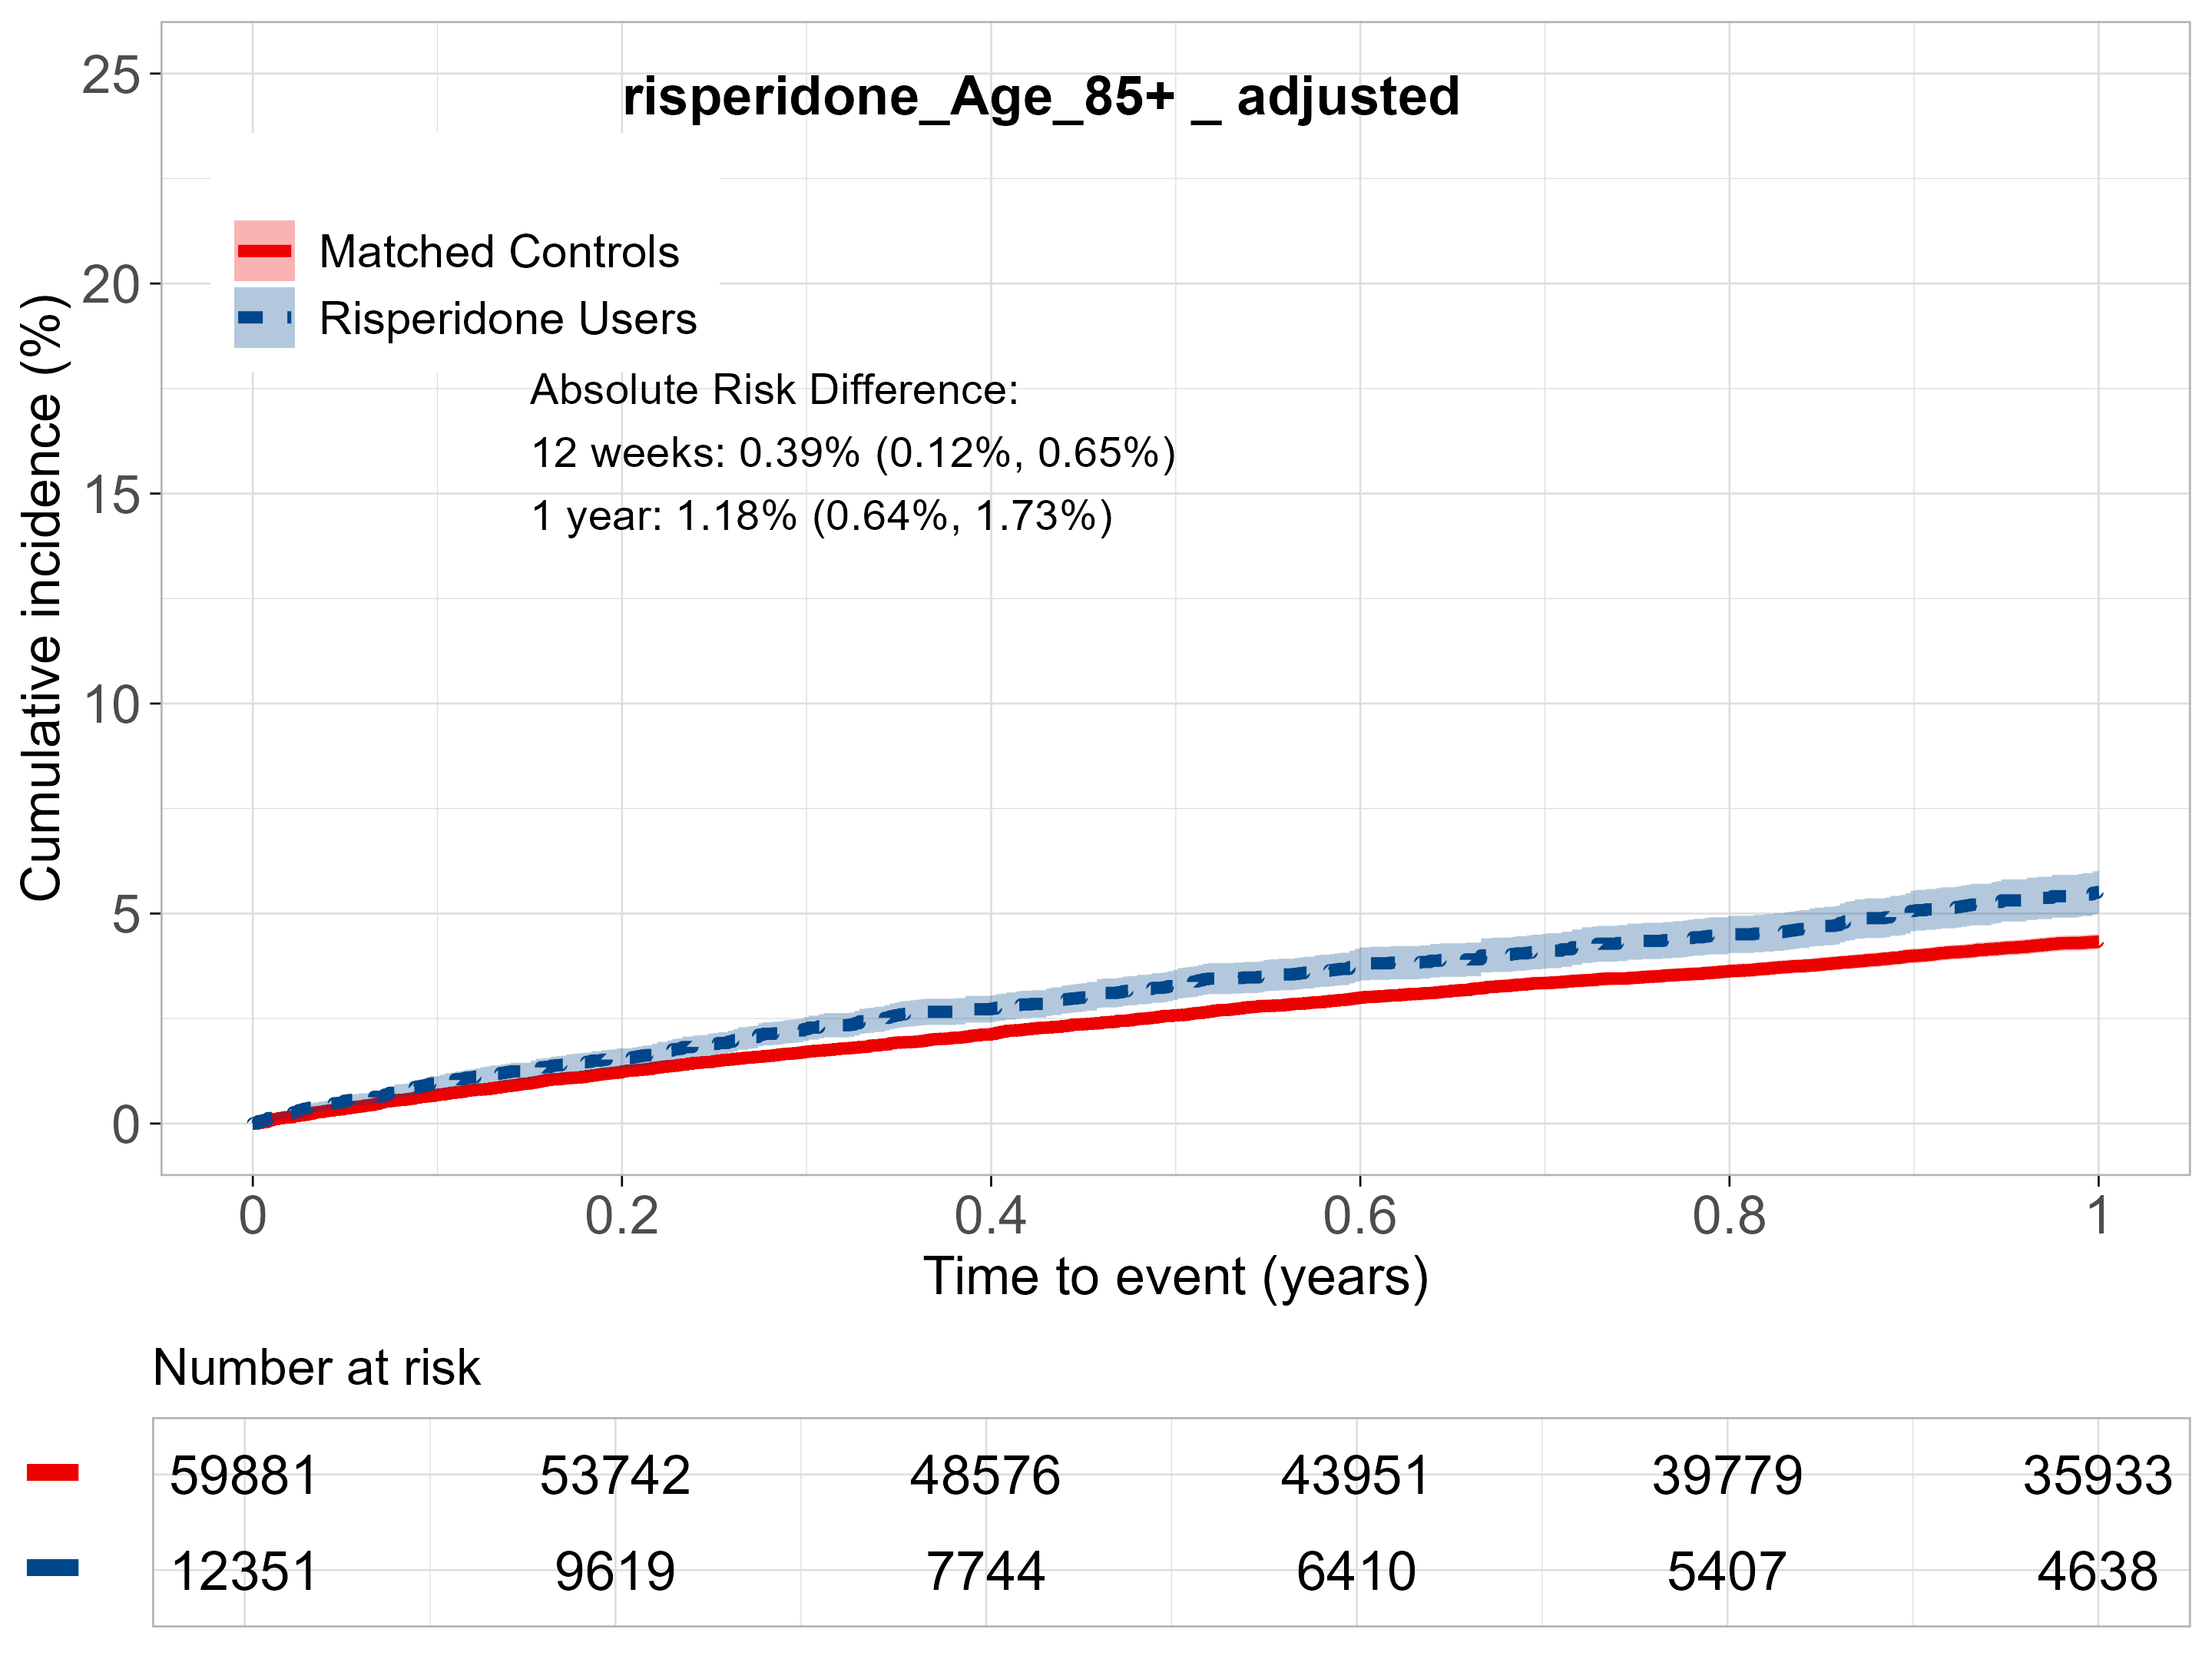 risperidone_Age_85+ _ adjusted
Matched Controls
Risperidone Users
Absolute Risk Difference:
12 weeks: 0.39% (0.12%, 0.65%)
1 year: 1.18% (0.64%, 1.73%)
Cumulative incidence (%)
25
20
15
10
5
0
0 0.2 0.4 0.6 0.8 1
Time to event (years)
Number at risk
59881 53742 48576 43951 39779 35933
12351 9619 7744 6410 5407 4638